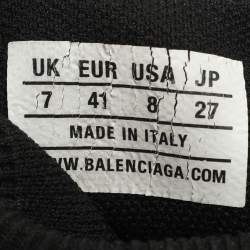 UK EUR USA JP
7 41 8 27
MADE IN ITALY
WWW.BALENCIAGA.COM